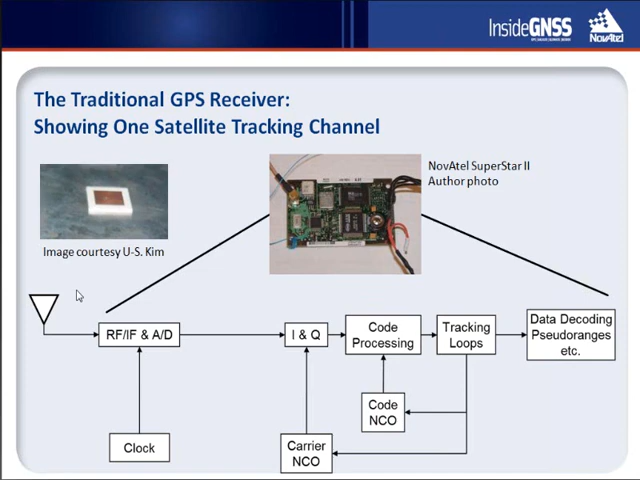 InsideGNSS
NovAtel
The Traditional GPS Receiver:
Showing One Satellite Tracking Channel
NovAtel SuperStar II
Author photo
Image courtesy U-S. Kim
RF/IF & A/D
I & Q
Code
Processing
Tracking
Loops
Data Decoding
Pseudoranges
etc.
Code
NCO
Clock
Carrier
NCO